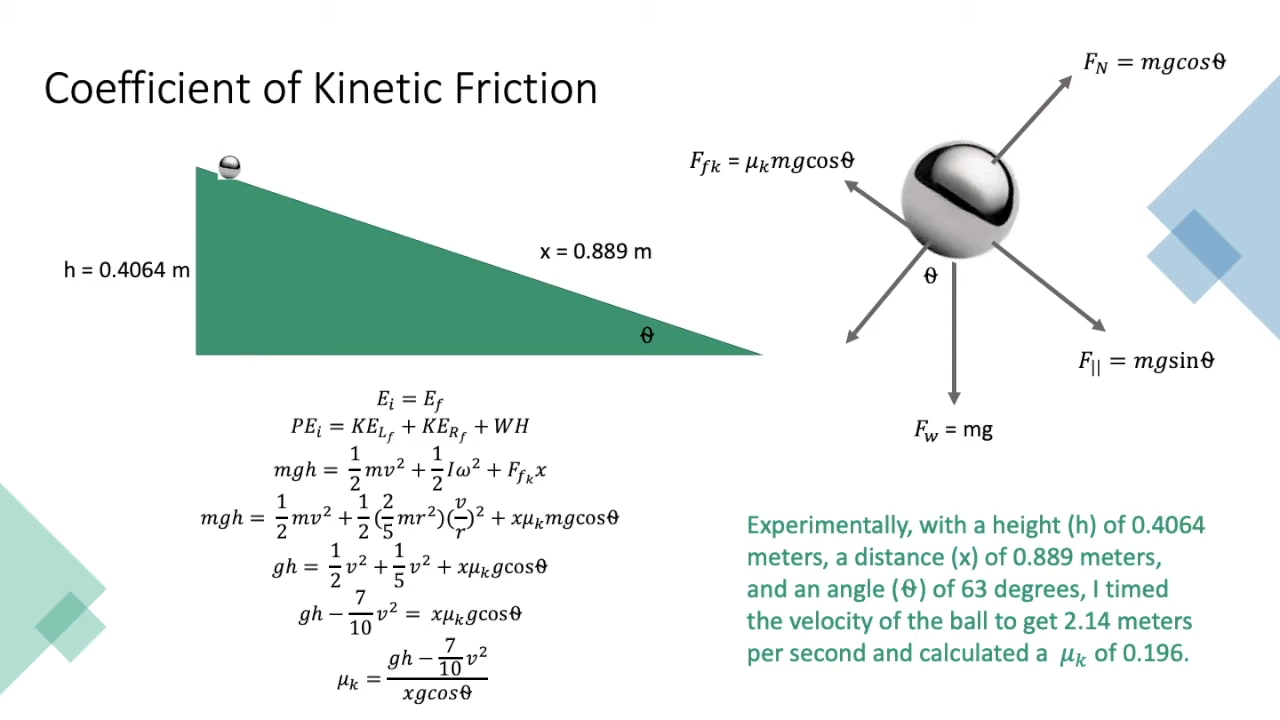 Coefficient of Kinetic Friction
h = 0.4064 m
x = 0.889 m
θ
F_N = mgcosθ
F_fk = μ_k mgcosθ
θ
F_|| = mgsinθ
F_w = mg
E_i = E_f
PE_i = KE_L_f + KE_R_f + WH
mgh = 1/2 mv² + 1/2 Iω² + F_f_k x
mgh = 1/2 mv² + 1/2 (2/5 mr²)(v/r)² + xμ_k mgcosθ
gh = 1/2 v² + 1/5 v² + xμ_k gcosθ
gh − 7/10 v² = xμ_k gcosθ
μ_k = (gh − 7/10 v²)/(xgcosθ)
Experimentally, with a height (h) of 0.4064
meters, a distance (x) of 0.889 meters,
and an angle (θ) of 63 degrees, I timed
the velocity of the ball to get 2.14 meters
per second and calculated a μ_k of 0.196.